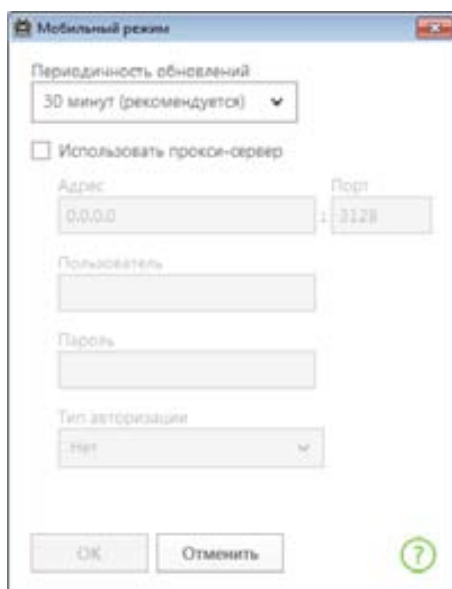 Мобильный режим
Периодичность обновлений
30 минут (рекомендуется)
Использовать прокси-сервер
Адрес Порт
0.0.0.0 : 3128
Пользователь
Пароль
Тип авторизации
Нет
OK Отменить ?